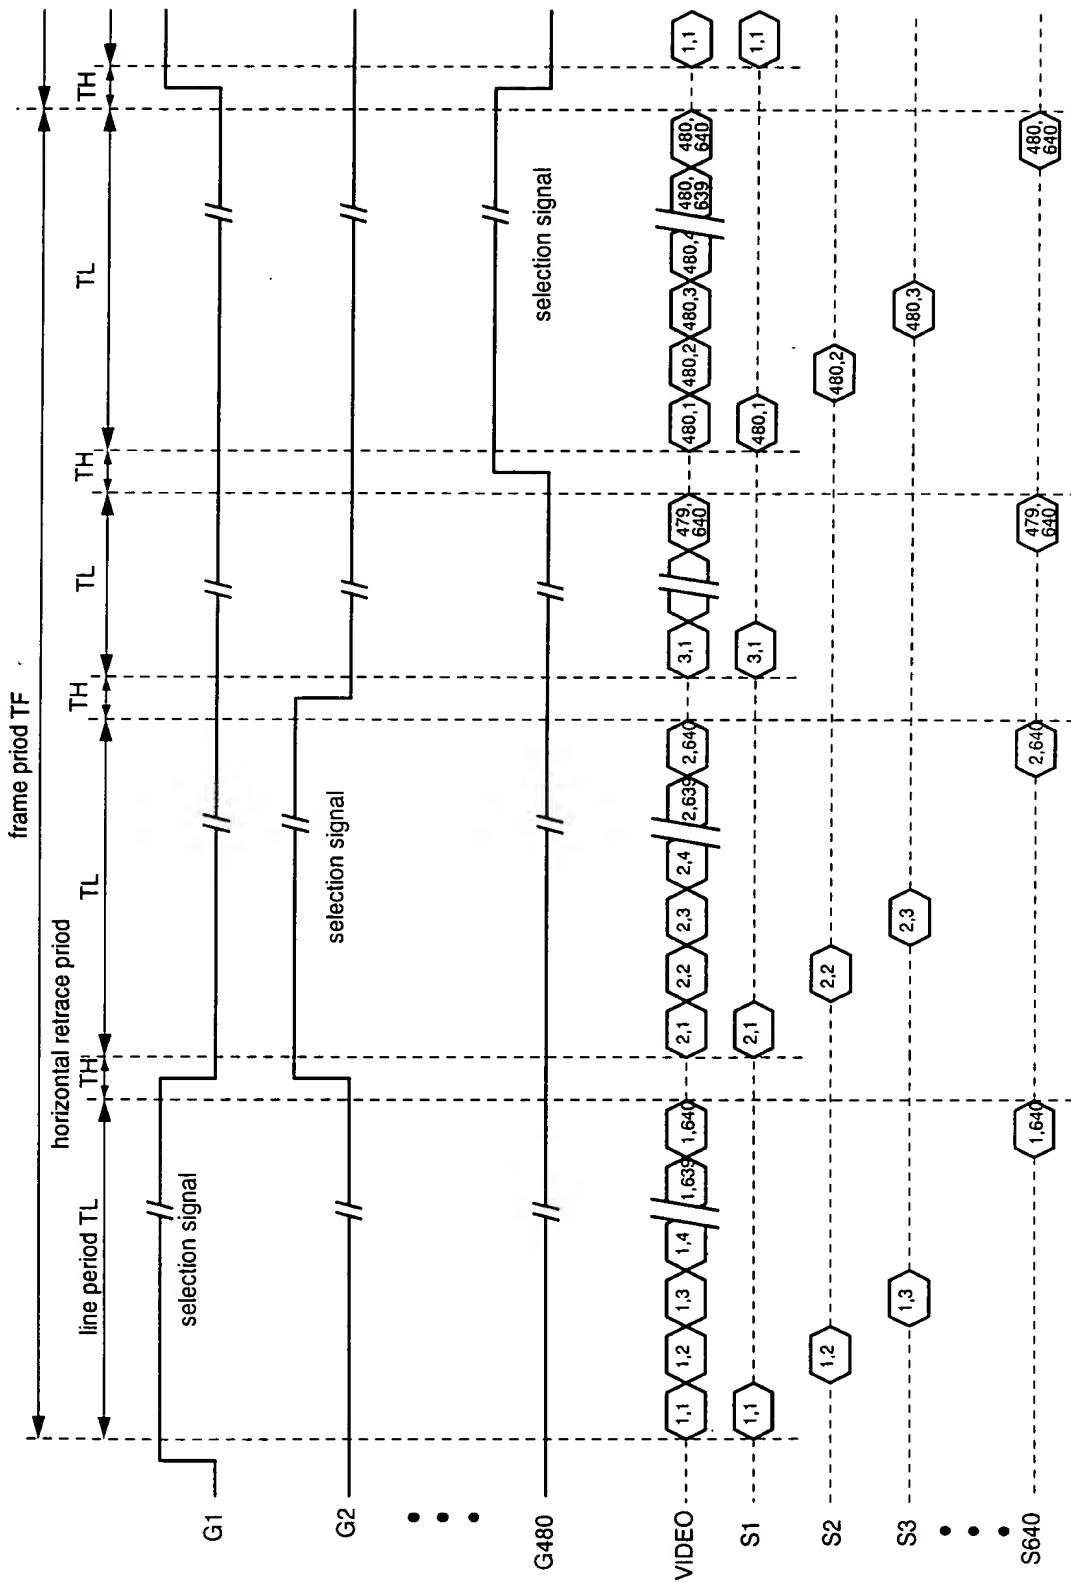 frame priod TF
horizontal retrace priod
line period TL
TH
TL
TH
TL
TH
TL
TH
G1
selection signal
G2
selection signal
G480
selection signal
VIDEO
1,1
1,2
1,3
1,4
1,639
1,640
2,1
2,2
2,3
2,4
2,639
2,640
3,1
479,
640
480,1
480,2
480,3
480,4
480,
639
480,
640
1,1
S1
1,1
2,1
3,1
480,1
1,1
S2
1,2
2,2
480,2
S3
1,3
2,3
480,3
S640
1,640
2,640
479,
640
480,
640